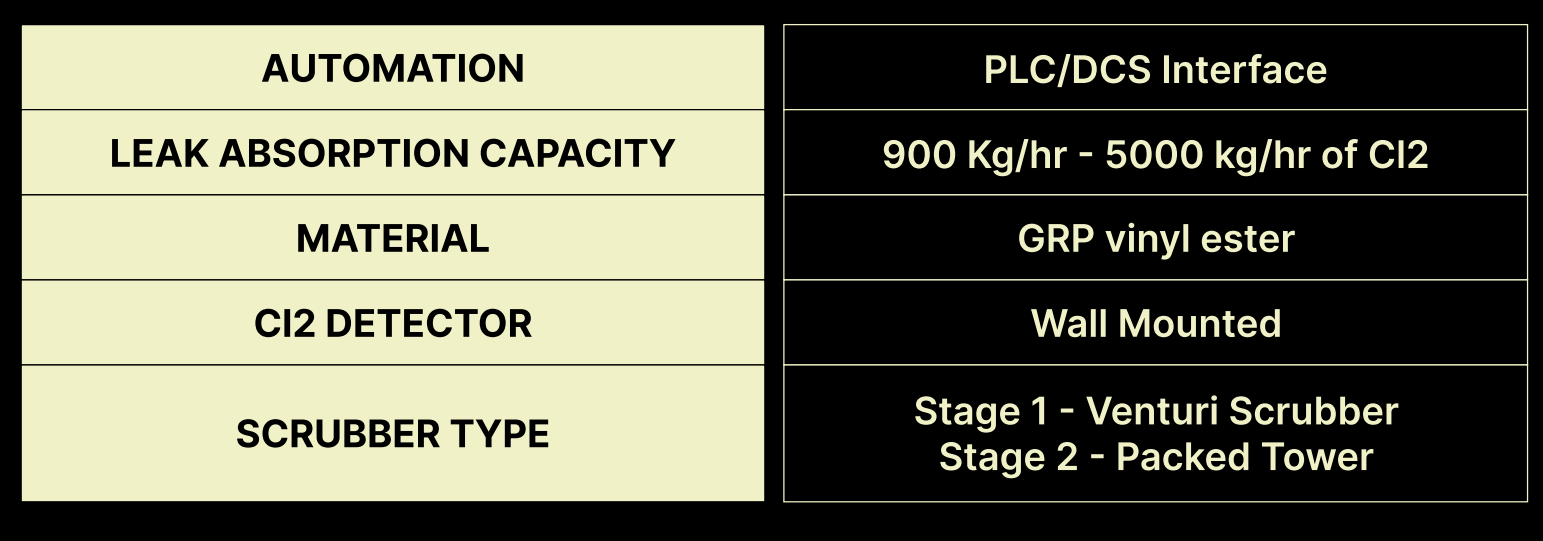 AUTOMATION
PLC/DCS Interface
LEAK ABSORPTION CAPACITY
900 Kg/hr - 5000 kg/hr of Cl2
MATERIAL
GRP vinyl ester
Cl2 DETECTOR
Wall Mounted
SCRUBBER TYPE
Stage 1 - Venturi Scrubber
Stage 2 - Packed Tower